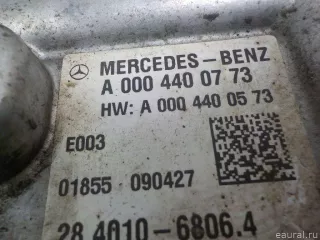 MERCEDES-BENZ
A 000 440 07 73
HW: A 000 440 05 73
E003
01855 090427
28.4010-6806.4
eaural.ru